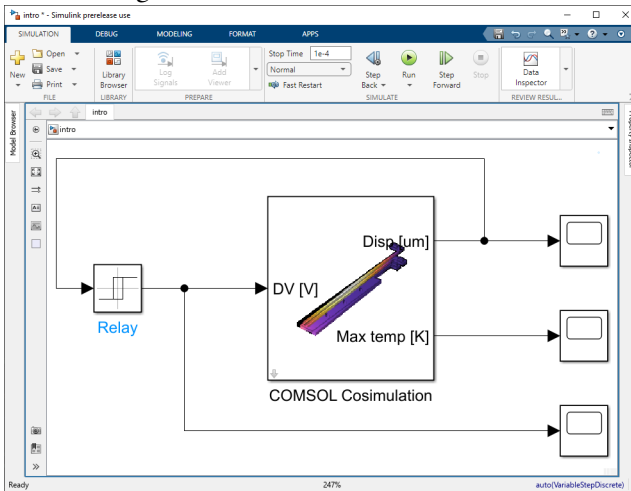 intro * - Simulink prerelease use
SIMULATION DEBUG MODELING FORMAT APPS
New
Open
Save
Print
FILE
Library
Browser
LIBRARY
Log
Signals
Add
Viewer
PREPARE
Stop Time 1e-4
Normal
Fast Restart
Step
Back
Run
Step
Forward
Stop
SIMULATE
Data
Inspector
REVIEW RESUL...
Model Browser
intro
intro
Disp [um]
DV [V]
Relay
Max temp [K]
COMSOL Cosimulation
Ready 247% auto(VariableStepDiscrete)